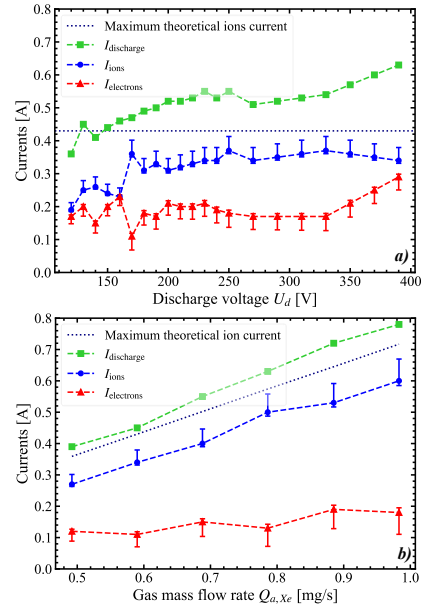 0.8
0.7
0.6
0.5
0.4
0.3
0.2
0.1
0.0
Currents [A]
Maximum theoretical ions current
I_discharge
I_ions
I_electrons
a)
150 200 250 300 350 400
Discharge voltage U_d [V]
0.8
0.7
0.6
0.5
0.4
0.3
0.2
0.1
0.0
Currents [A]
Maximum theoretical ion current
I_discharge
I_ions
I_electrons
b)
0.5 0.6 0.7 0.8 0.9 1.0
Gas mass flow rate Q_a,Xe [mg/s]